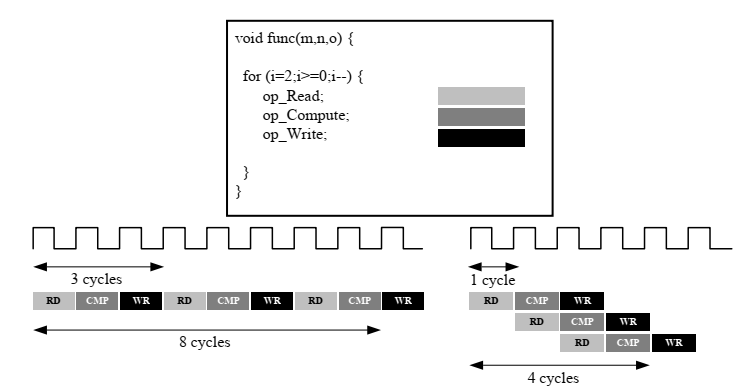 void func(m,n,o) {
for (i=2;i>=0;i--) {
op_Read;
op_Compute;
op_Write;
}
}
3 cycles
RD CMP WR RD CMP WR RD CMP WR
8 cycles
1 cycle
RD CMP WR
RD CMP WR
RD CMP WR
4 cycles